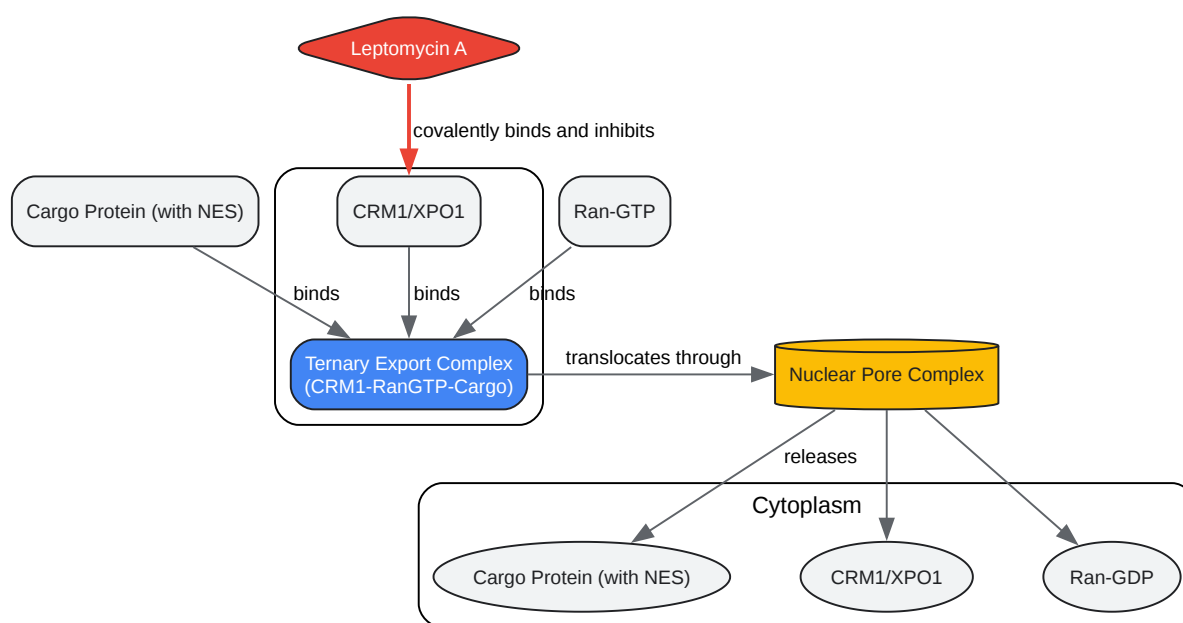 Leptomycin A
covalently binds and inhibits
Cargo Protein (with NES)
CRM1/XPO1
Ran-GTP
binds
binds
binds
Ternary Export Complex
(CRM1-RanGTP-Cargo)
translocates through
Nuclear Pore Complex
releases
Cytoplasm
Cargo Protein (with NES)
CRM1/XPO1
Ran-GDP